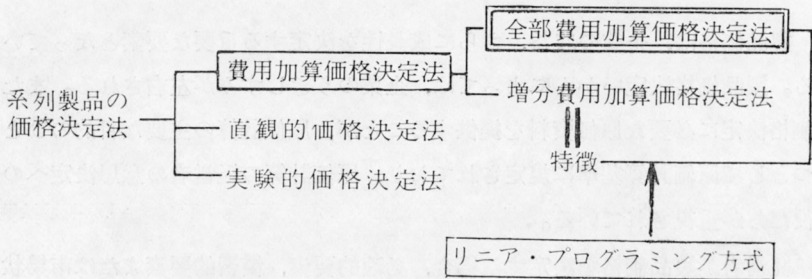 全部費用加算価格決定法
費用加算価格決定法
系列製品の
価格決定法
増分費用加算価格決定法
直観的価格決定法
特徴
実験的価格決定法
リニア・プログラミング方式